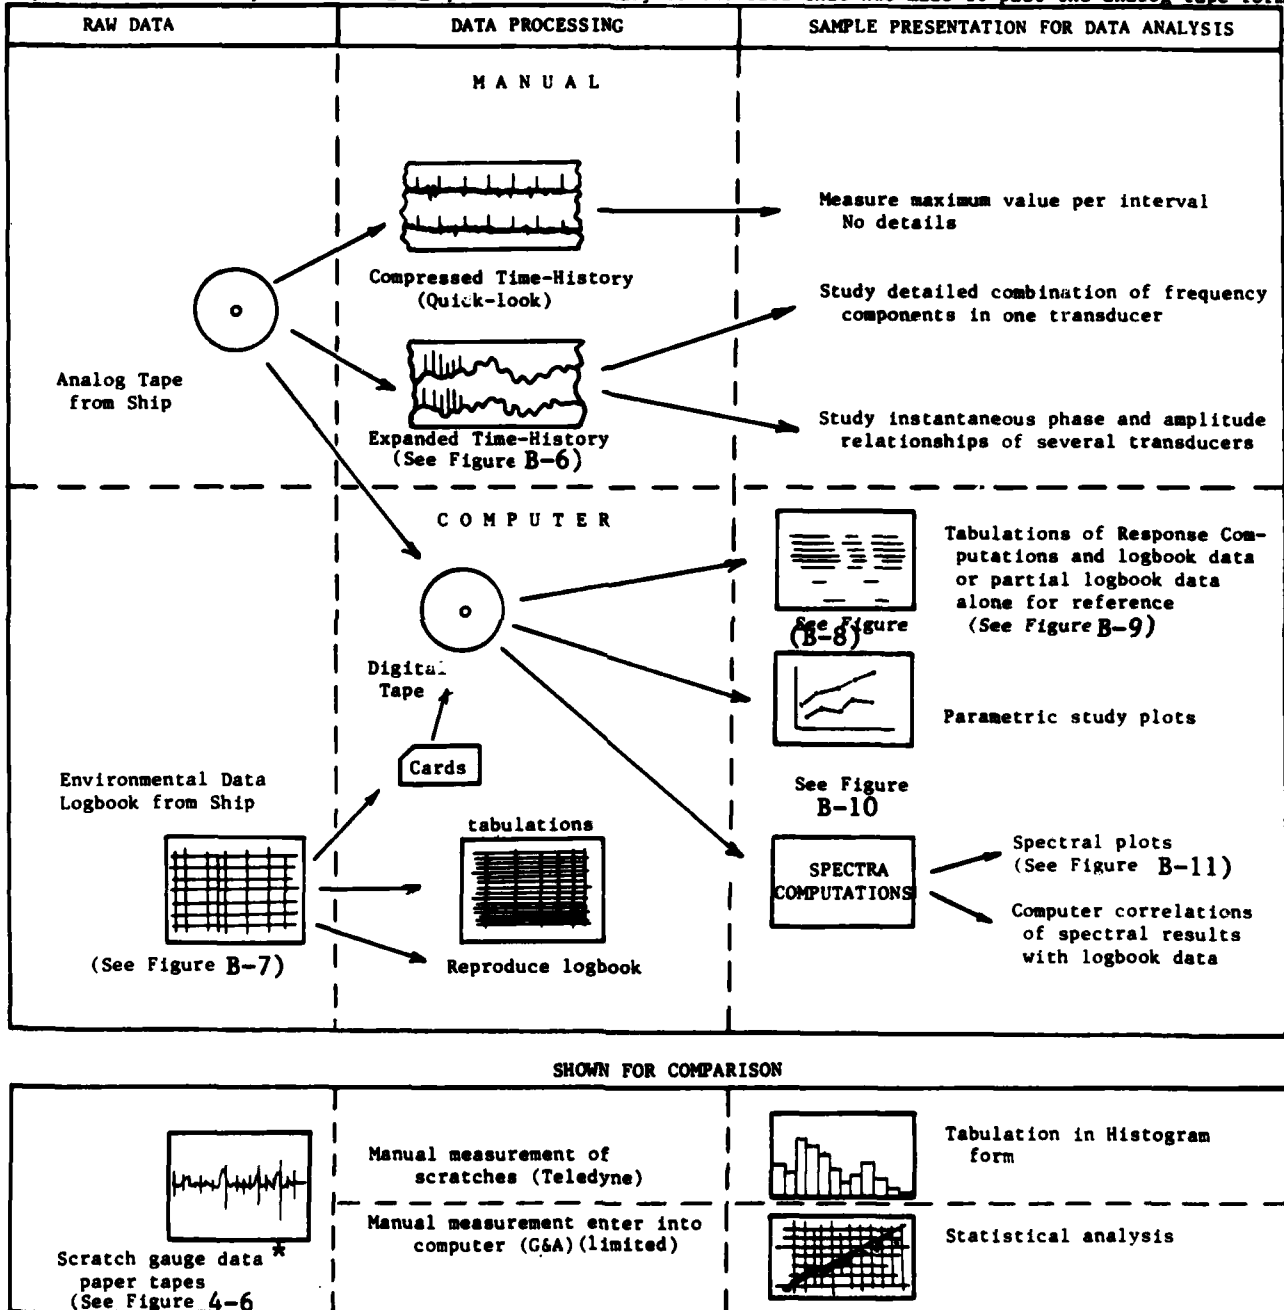 RAW DATA
DATA PROCESSING
SAMPLE PRESENTATION FOR DATA ANALYSIS
MANUAL
Measure maximum value per interval
No details
Compressed Time-History
(Quick-look)
Study detailed combination of frequency
components in one transducer
Analog Tape
from Ship
Study instantaneous phase and amplitude
relationships of several transducers
Expanded Time-History
(See Figure B-6)
COMPUTER
Tabulations of Response Com-
putations and logbook data
or partial logbook data
alone for reference
(See Figure B-9)
See Figure
(B-8)
Digital
Tape
Parametric study plots
Cards
Environmental Data
Logbook from Ship
See Figure
B-10
tabulations
SPECTRA
COMPUTATIONS
Spectral plots
(See Figure B-11)
Computer correlations
of spectral results
with logbook data
(See Figure B-7)
Reproduce logbook
SHOWN FOR COMPARISON
Manual measurement of
scratches (Teledyne)
Tabulation in Histogram
form
Manual measurement enter into
computer (G&A)(limited)
Statistical analysis
Scratch gauge data *
paper tapes
(See Figure 4-6